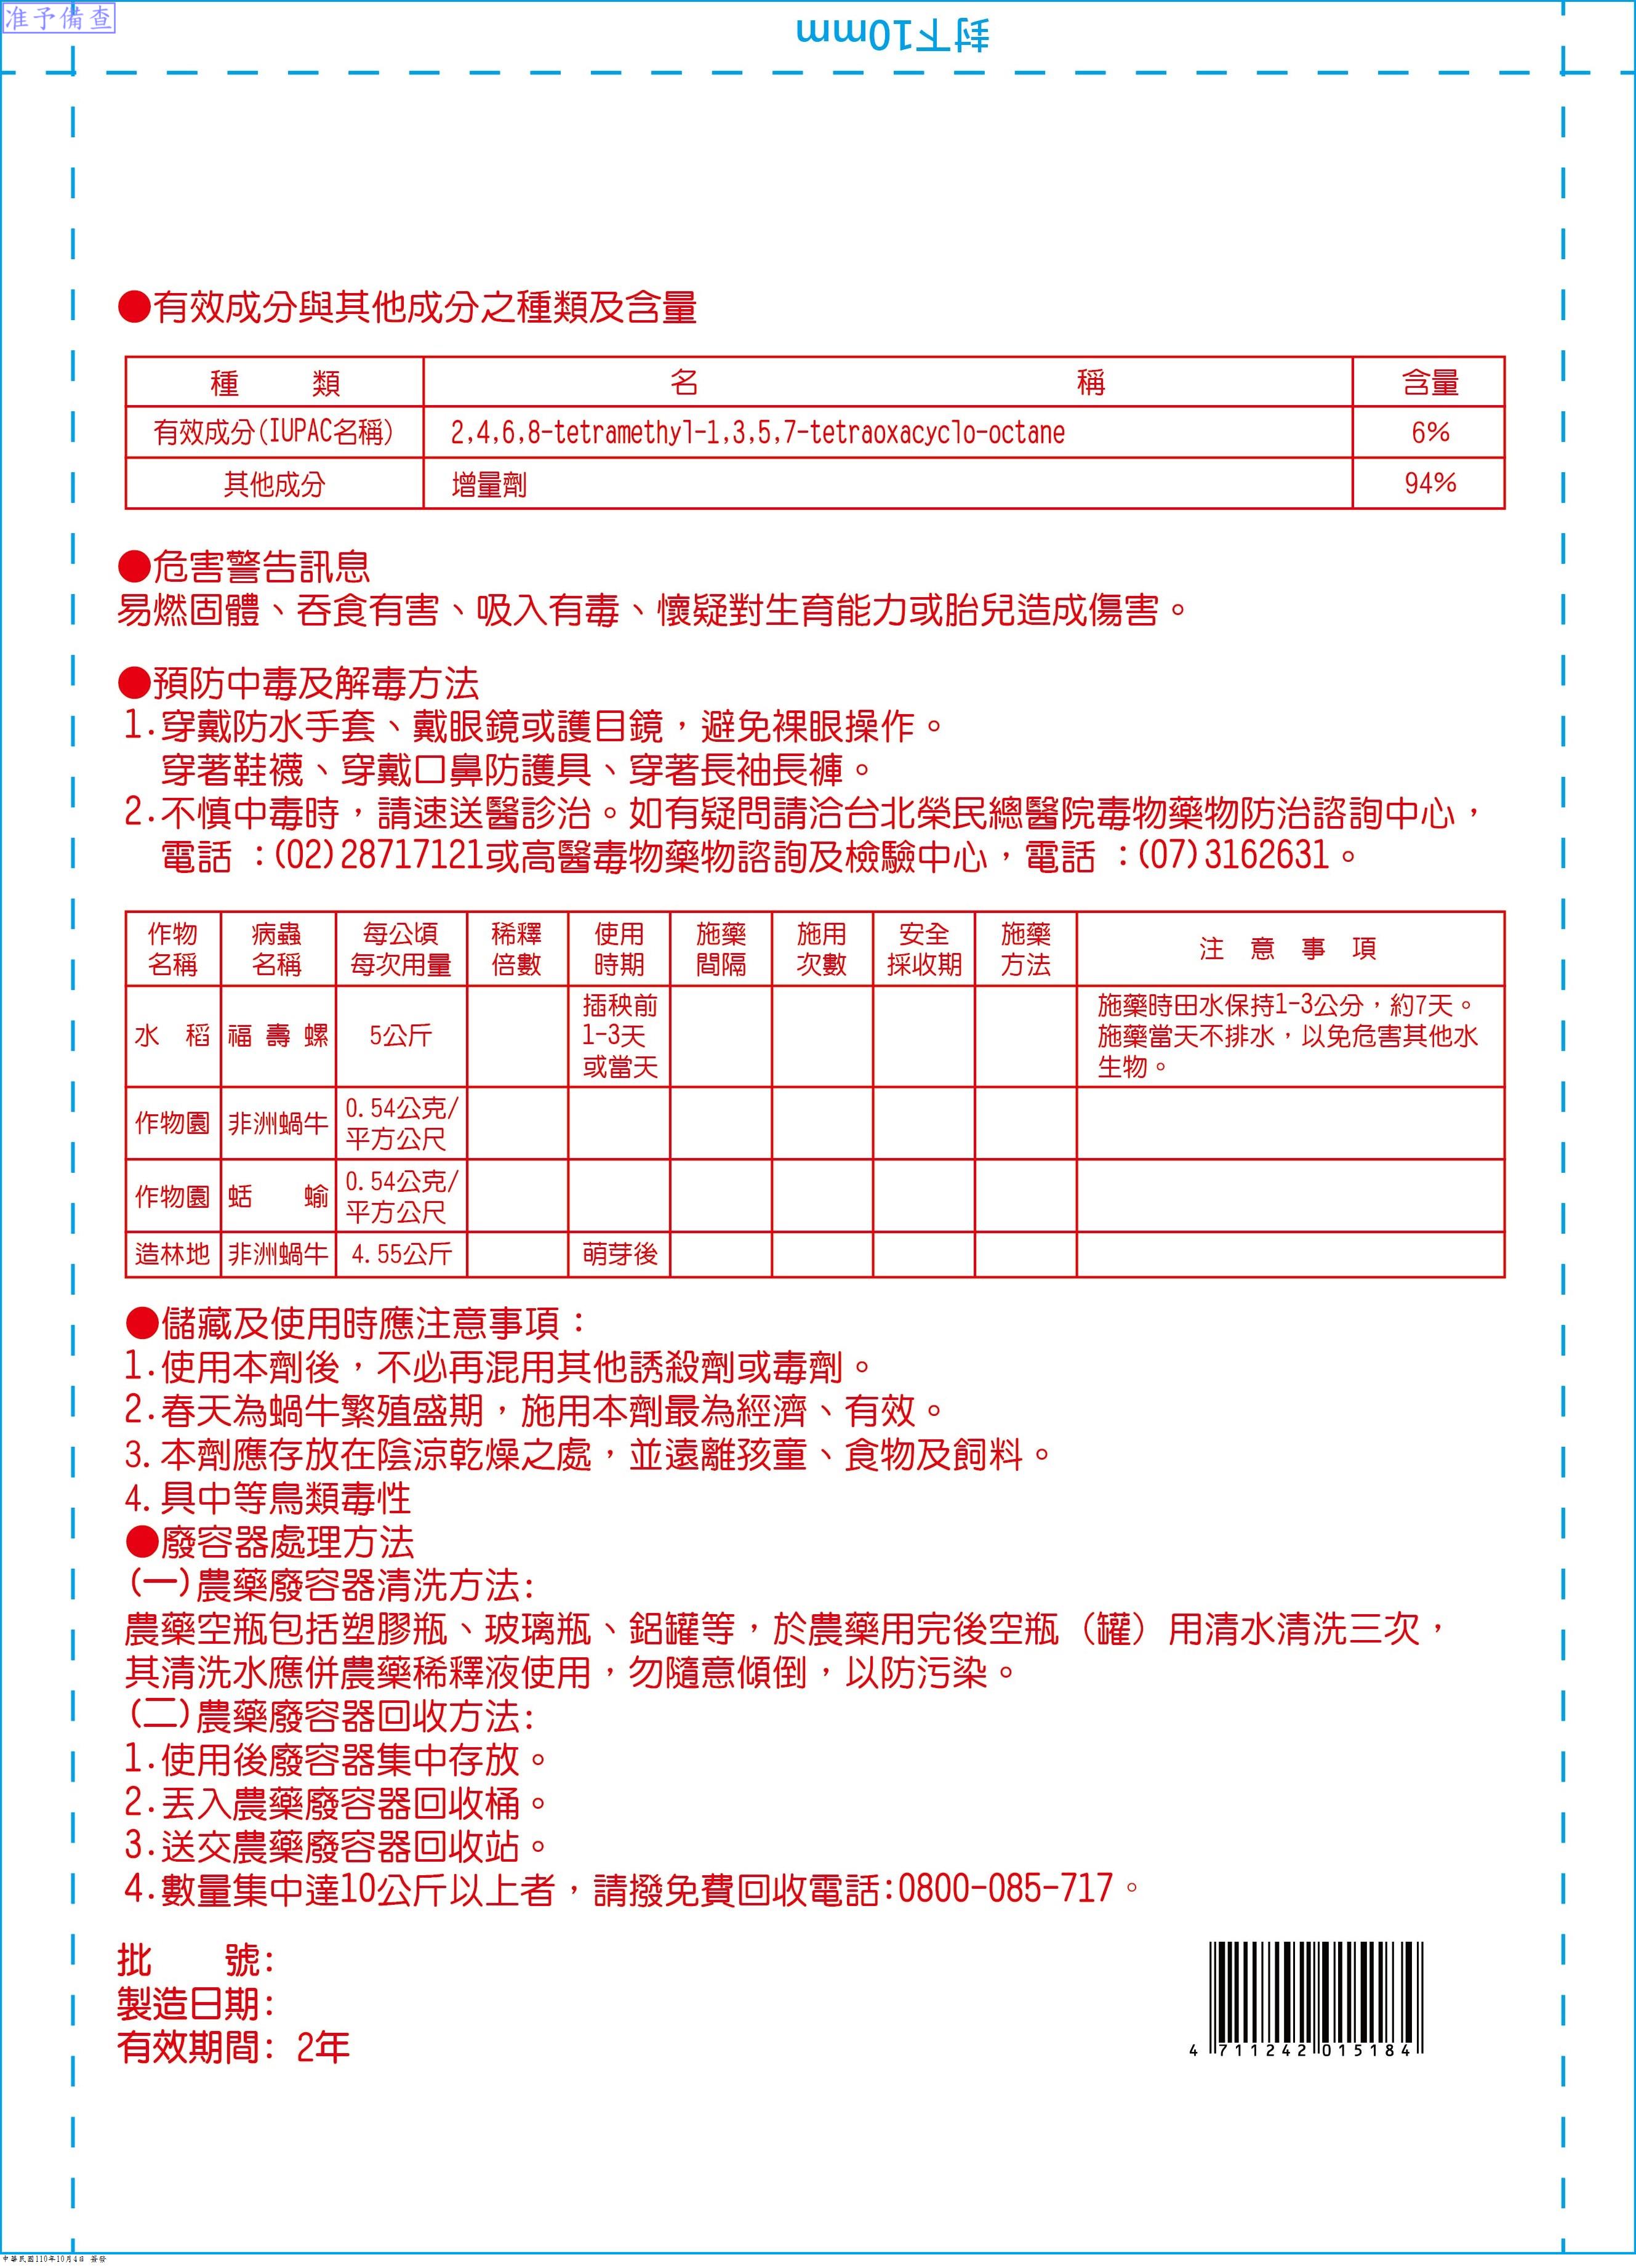 准予備查
封下10mm
●有效成分與其他成分之種類及含量
種 類 名 稱 含量
有效成分(IUPAC名稱) 2,4,6,8-tetramethyl-1,3,5,7-tetraoxacyclo-octane 6%
其他成分 增量劑 94%
●危害警告訊息
易燃固體、吞食有害、吸入有毒、懷疑對生育能力或胎兒造成傷害。
●預防中毒及解毒方法
1.穿戴防水手套、戴眼鏡或護目鏡，避免裸眼操作。
穿著鞋襪、穿戴口鼻防護具、穿著長袖長褲。
2.不慎中毒時，請速送醫診治。如有疑問請洽台北榮民總醫院毒物藥物防治諮詢中心，
電話 ：(02)28717121或高醫毒物藥物諮詢及檢驗中心，電話 ：(07)3162631。
作物名稱 病蟲名稱 每公頃每次用量 稀釋倍數 使用時期 施藥間隔 施用次數 安全採收期 施藥方法 注意事項
水 稻 福壽螺 5公斤 插秧前1-3天或當天 施藥時田水保持1-3公分，約7天。
施藥當天不排水，以免危害其他水
生物。
作物園 非洲蝸牛 0.54公克/平方公尺
作物園 蛞 蝓 0.54公克/平方公尺
造林地 非洲蝸牛 4.55公斤 萌芽後
●儲藏及使用時應注意事項：
1.使用本劑後，不必再混用其他誘殺劑或毒劑。
2.春天為蝸牛繁殖盛期，施用本劑最為經濟、有效。
3.本劑應存放在陰涼乾燥之處，並遠離孩童、食物及飼料。
4.具中等鳥類毒性
●廢容器處理方法
(一)農藥廢容器清洗方法:
農藥空瓶包括塑膠瓶、玻璃瓶、鋁罐等，於農藥用完後空瓶（罐）用清水清洗三次，
其清洗水應併農藥稀釋液使用，勿隨意傾倒，以防污染。
(二)農藥廢容器回收方法:
1.使用後廢容器集中存放。
2.丟入農藥廢容器回收桶。
3.送交農藥廢容器回收站。
4.數量集中達10公斤以上者，請撥免費回收電話:0800-085-717。
批 號:
製造日期:
有效期間: 2年
4 711242 015184
中華民國110年10月4日 簽發